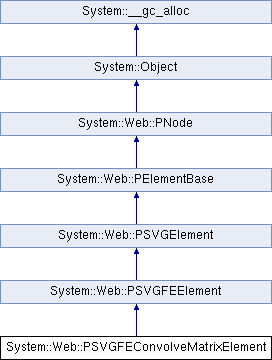 System::__gc_alloc
System::Object
System::Web::PNode
System::Web::PElementBase
System::Web::PSVGElement
System::Web::PSVGFEElement
System::Web::PSVGFEConvolveMatrixElement